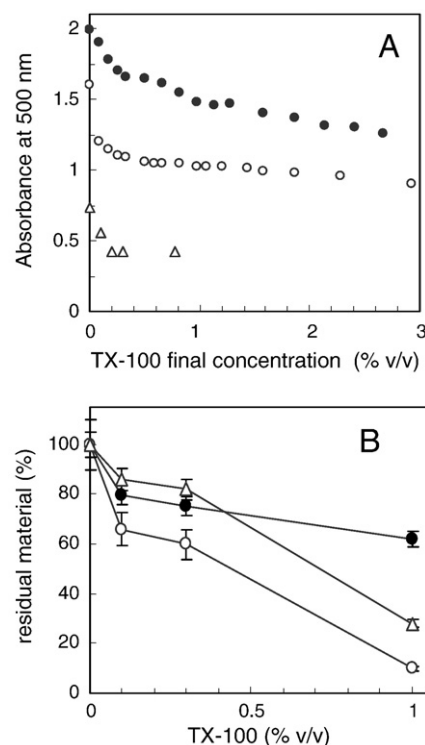 A
2
1.5
1
0.5
0
Absorbance at 500 nm
0 1 2 3
TX-100 final concentration (% v/v)
B
100
80
60
40
20
0
residual material (%)
0 0.5 1
TX-100 (% v/v)